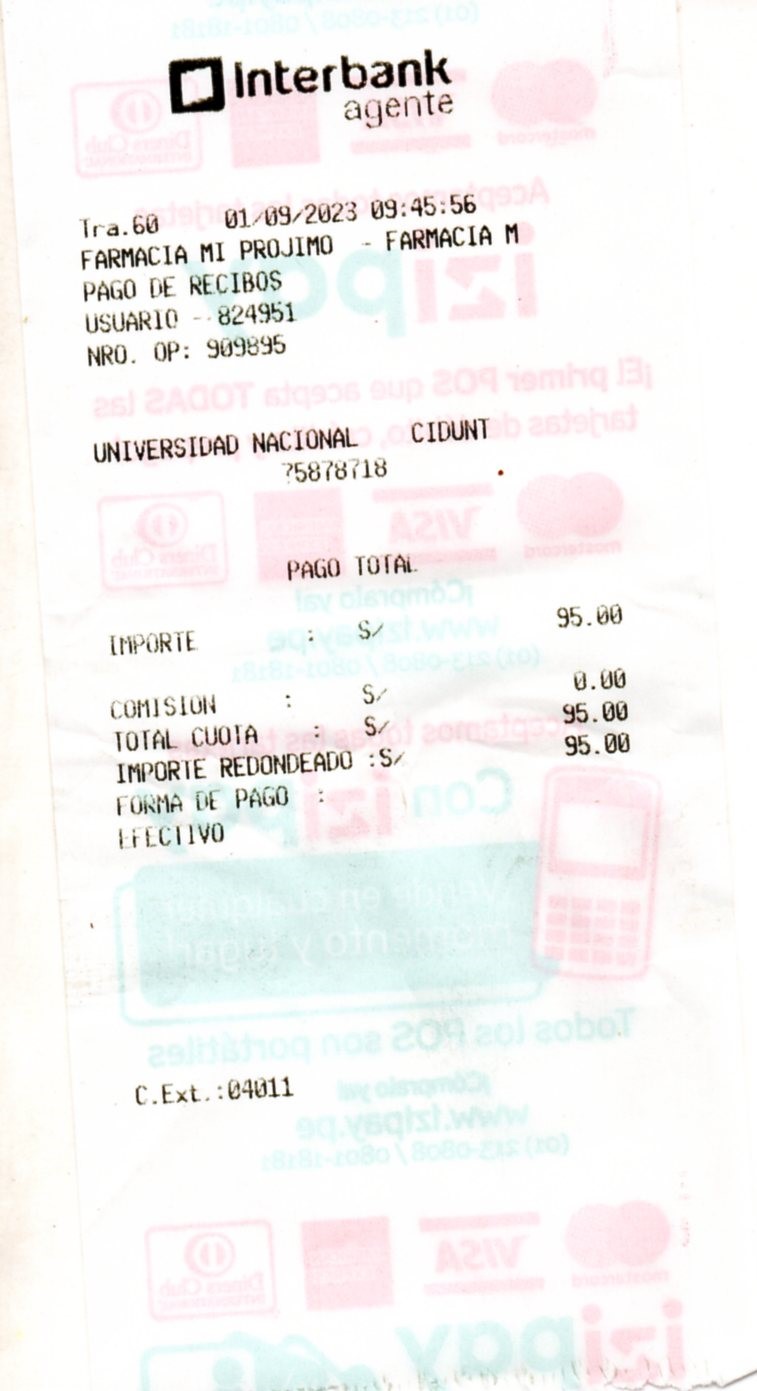 Interbank
agente
Tra.60 01/09/2023 09:45:56
FARMACIA MI PROJIMO - FARMACIA M
PAGO DE RECIBOS
USUARIO - 824951
NRO. OP: 909895
UNIVERSIDAD NACIONAL CIDUNT
75878718
PAGO TOTAL
IMPORTE : S/ 95.00
COMISION : S/ 0.00
TOTAL CUOTA : S/ 95.00
IMPORTE REDONDEADO :S/ 95.00
FORMA DE PAGO :
EFECTIVO
C.Ext.:04011